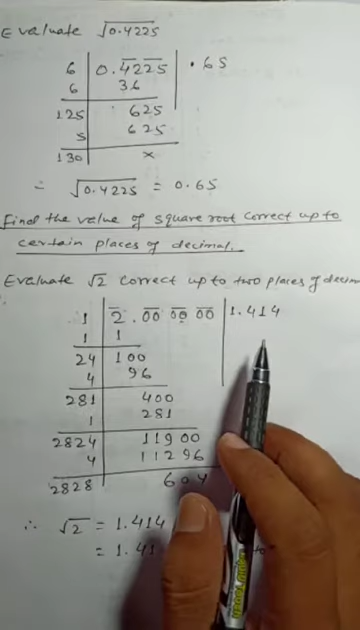 Evaluate √0.4225
6 | 0.4225 | .65
6 | 36
125 | 625
5 | 625
130 | x
∴ √0.4225 = 0.65
Find the value of square root correct up to
certain places of decimal.
Evaluate √2 correct up to two places of decim
1 | 2.00 00 00 | 1.414
1 | 1
24 | 100
4 | 96
281 | 400
1 | 281
2824 | 11900
4 | 11296
2828 | 604
∴ √2 = 1.414
= 1.41